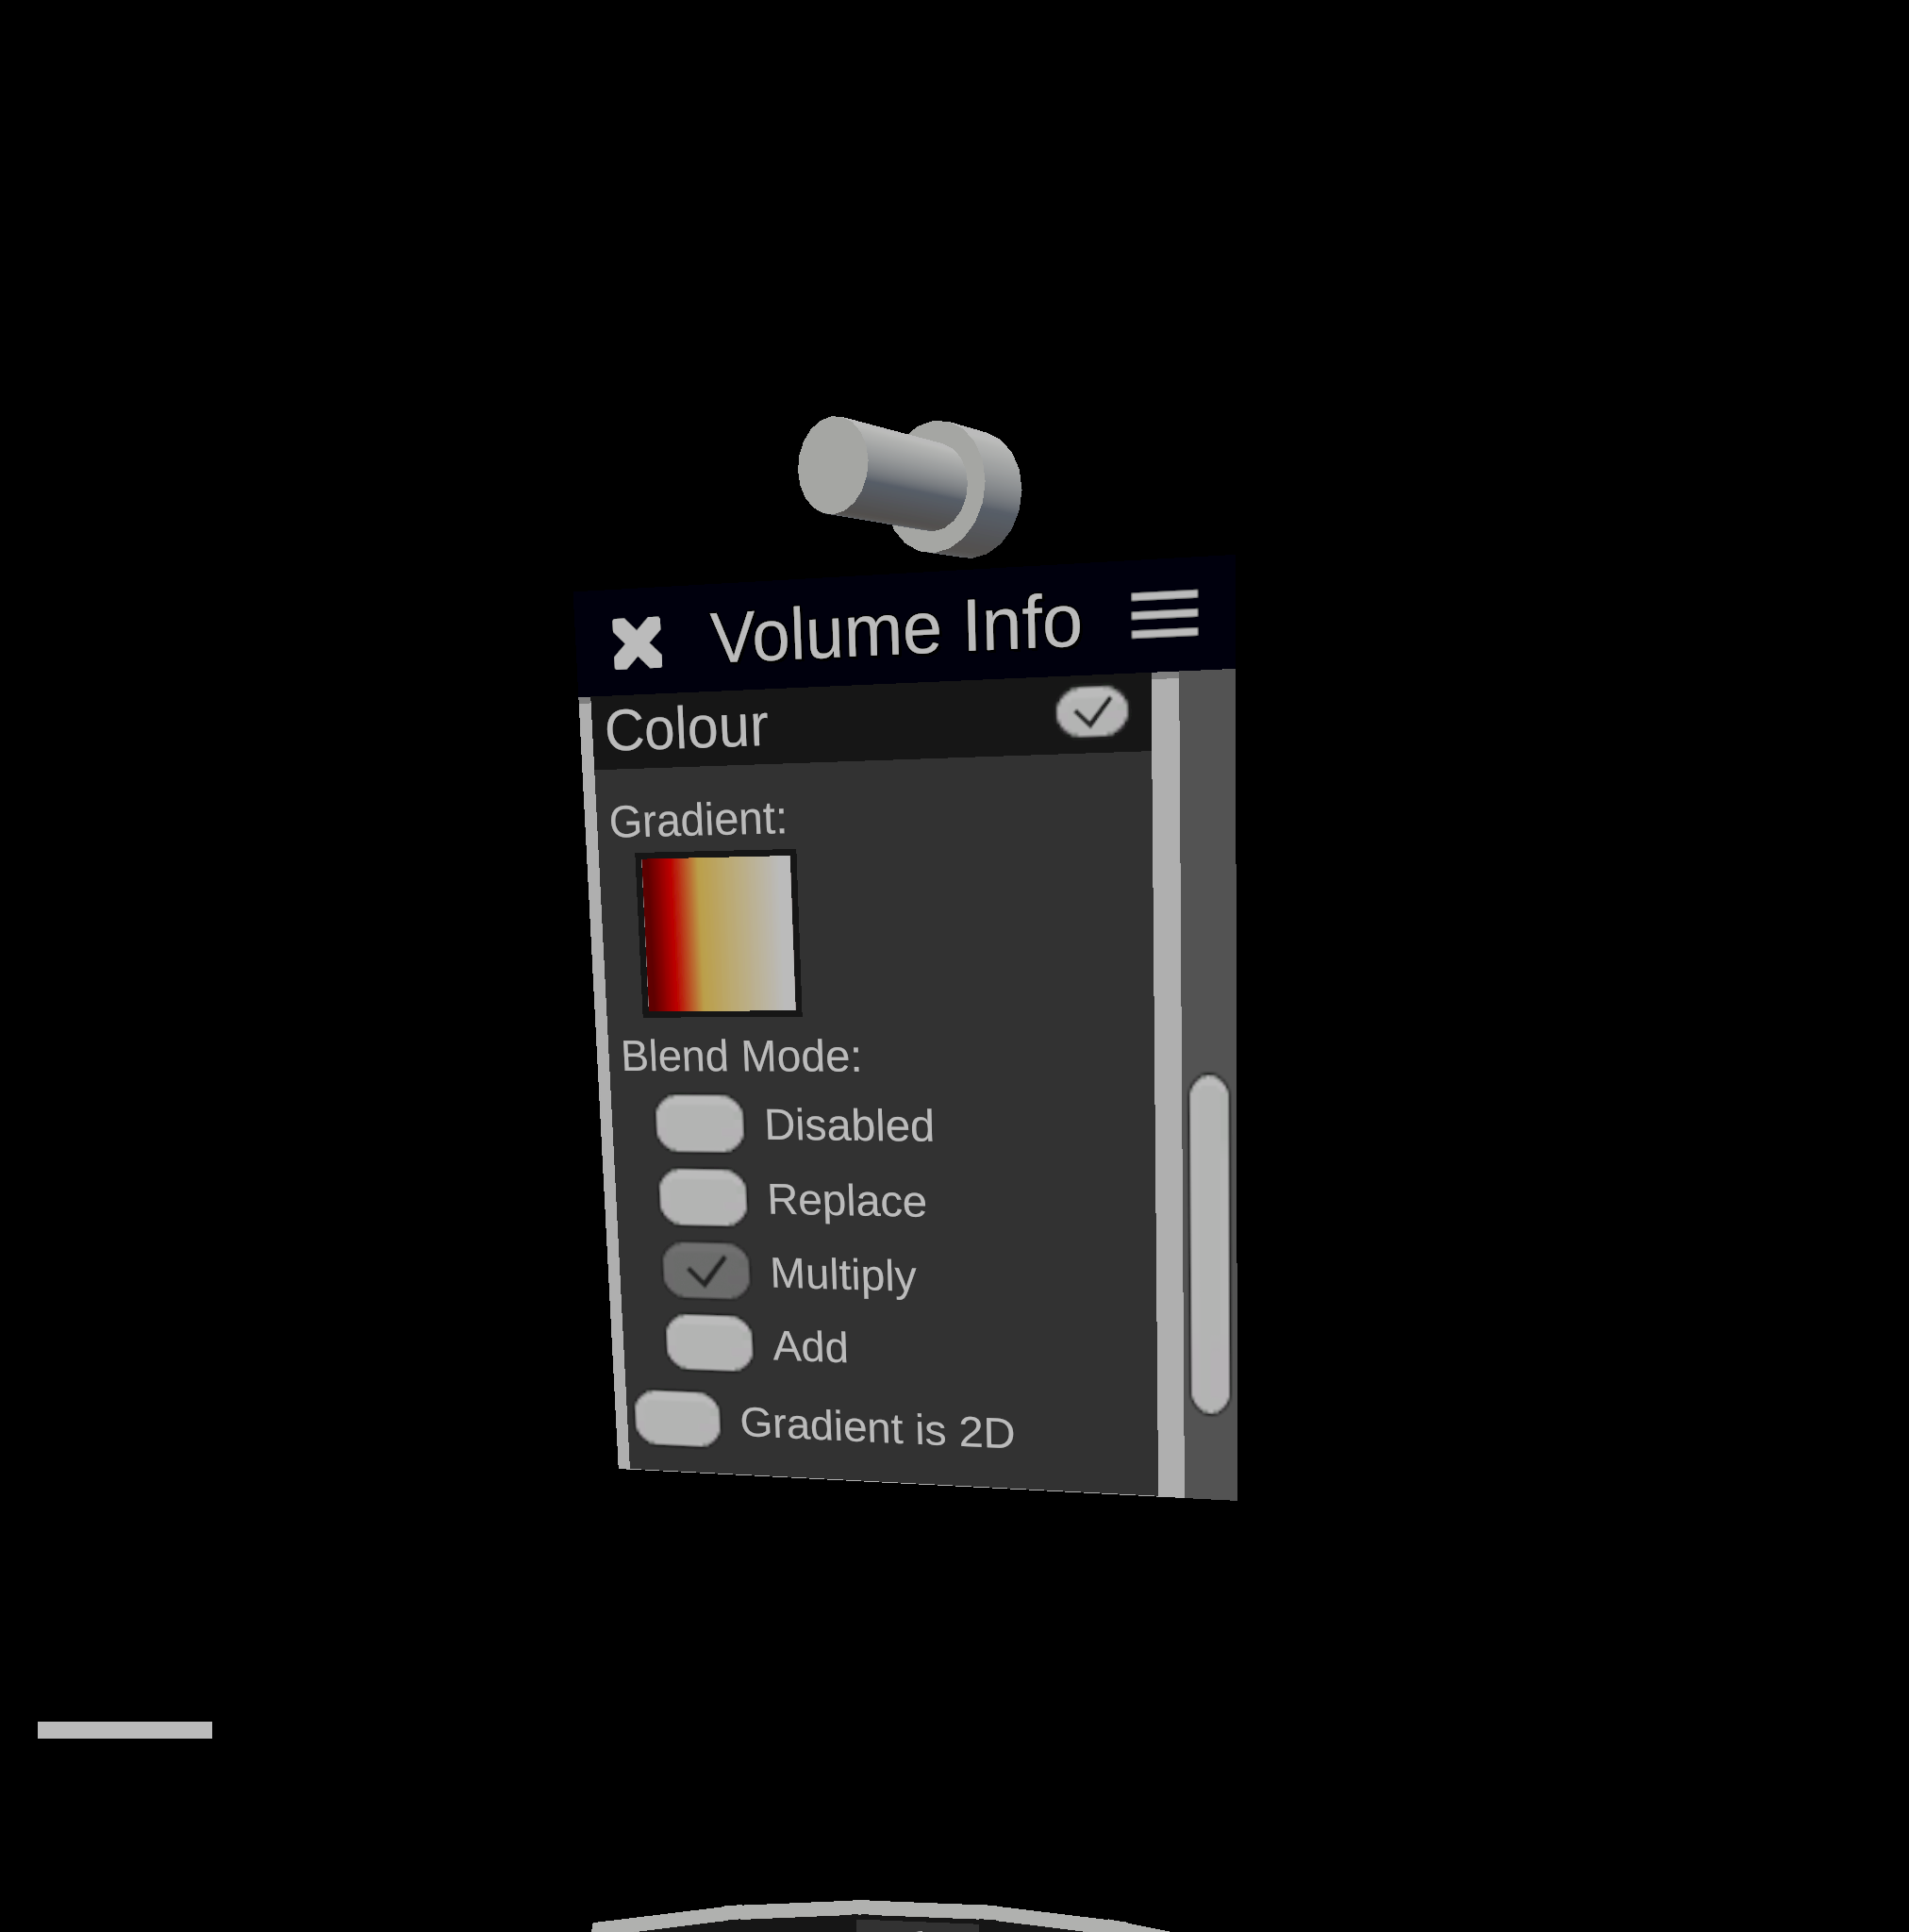 Volume Info
Colour
Gradient:
Blend Mode:
Disabled
Replace
Multiply
Add
Gradient is 2D